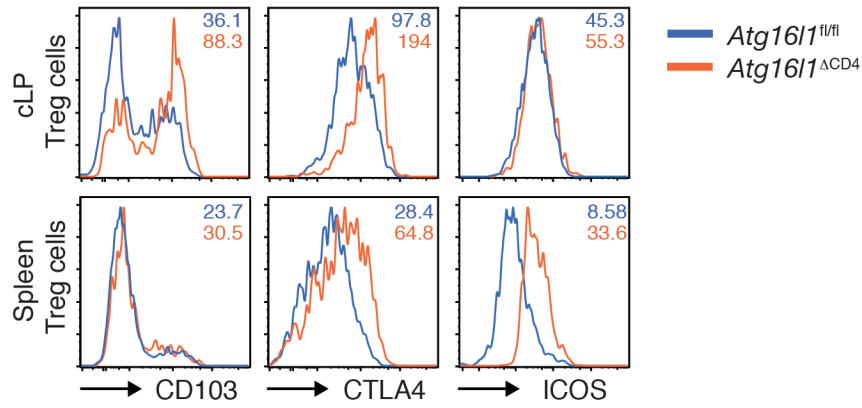 36.1
88.3
97.8
194
45.3
55.3
Atg16l1fl/fl
Atg16l1ΔCD4
cLP
Treg cells
23.7
30.5
28.4
64.8
8.58
33.6
Spleen
Treg cells
CD103
CTLA4
ICOS